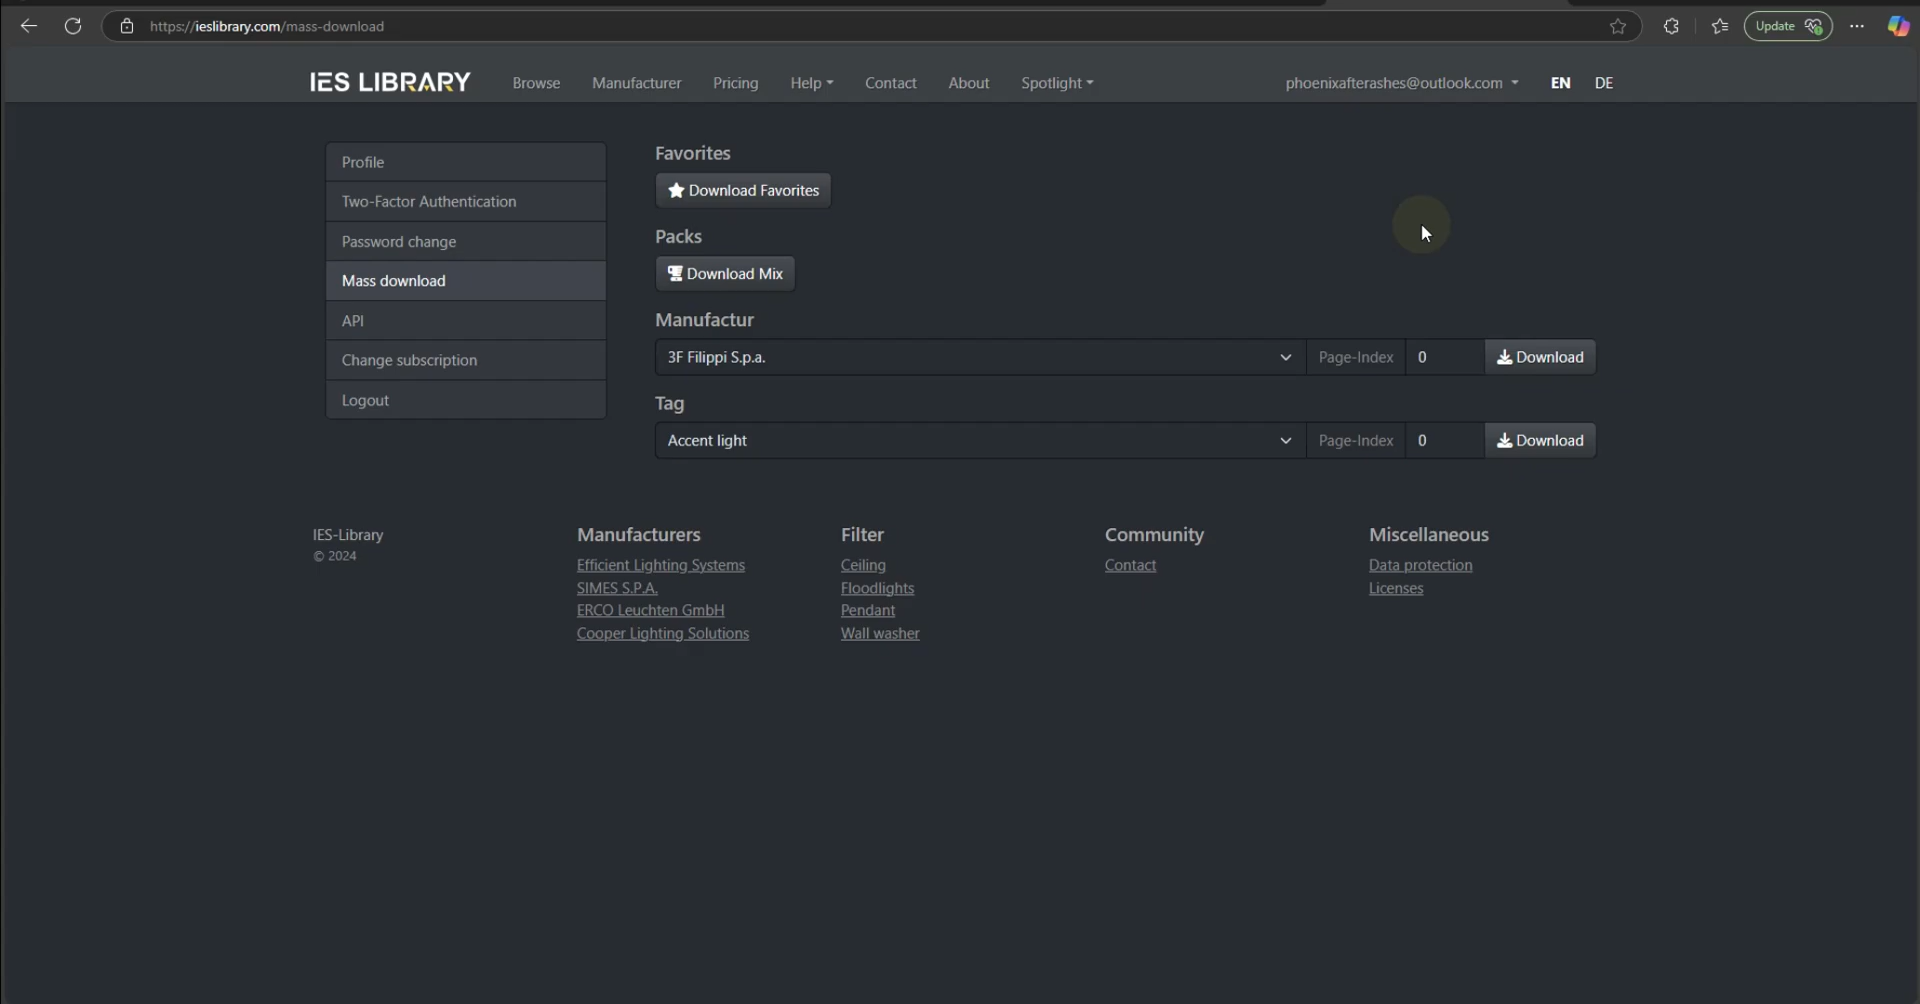 https://ieslibrary.com/mass-download
Update
IES LIBRARY
Browse
Manufacturer
Pricing
Help
Contact
About
Spotlight
phoenixafterashes@outlook.com
EN
DE
Profile
Two-Factor Authentication
Password change
Mass download
API
Change subscription
Logout
Favorites
Download Favorites
Packs
Download Mix
Manufactur
3F Filippi S.p.a.
Page-Index
0
Download
Tag
Accent light
Page-Index
0
Download
IES-Library
© 2024
Manufacturers
Efficient Lighting Systems
SIMES S.P.A.
ERCO Leuchten GmbH
Cooper Lighting Solutions
Filter
Ceiling
Floodlights
Pendant
Wall washer
Community
Contact
Miscellaneous
Data protection
Licenses